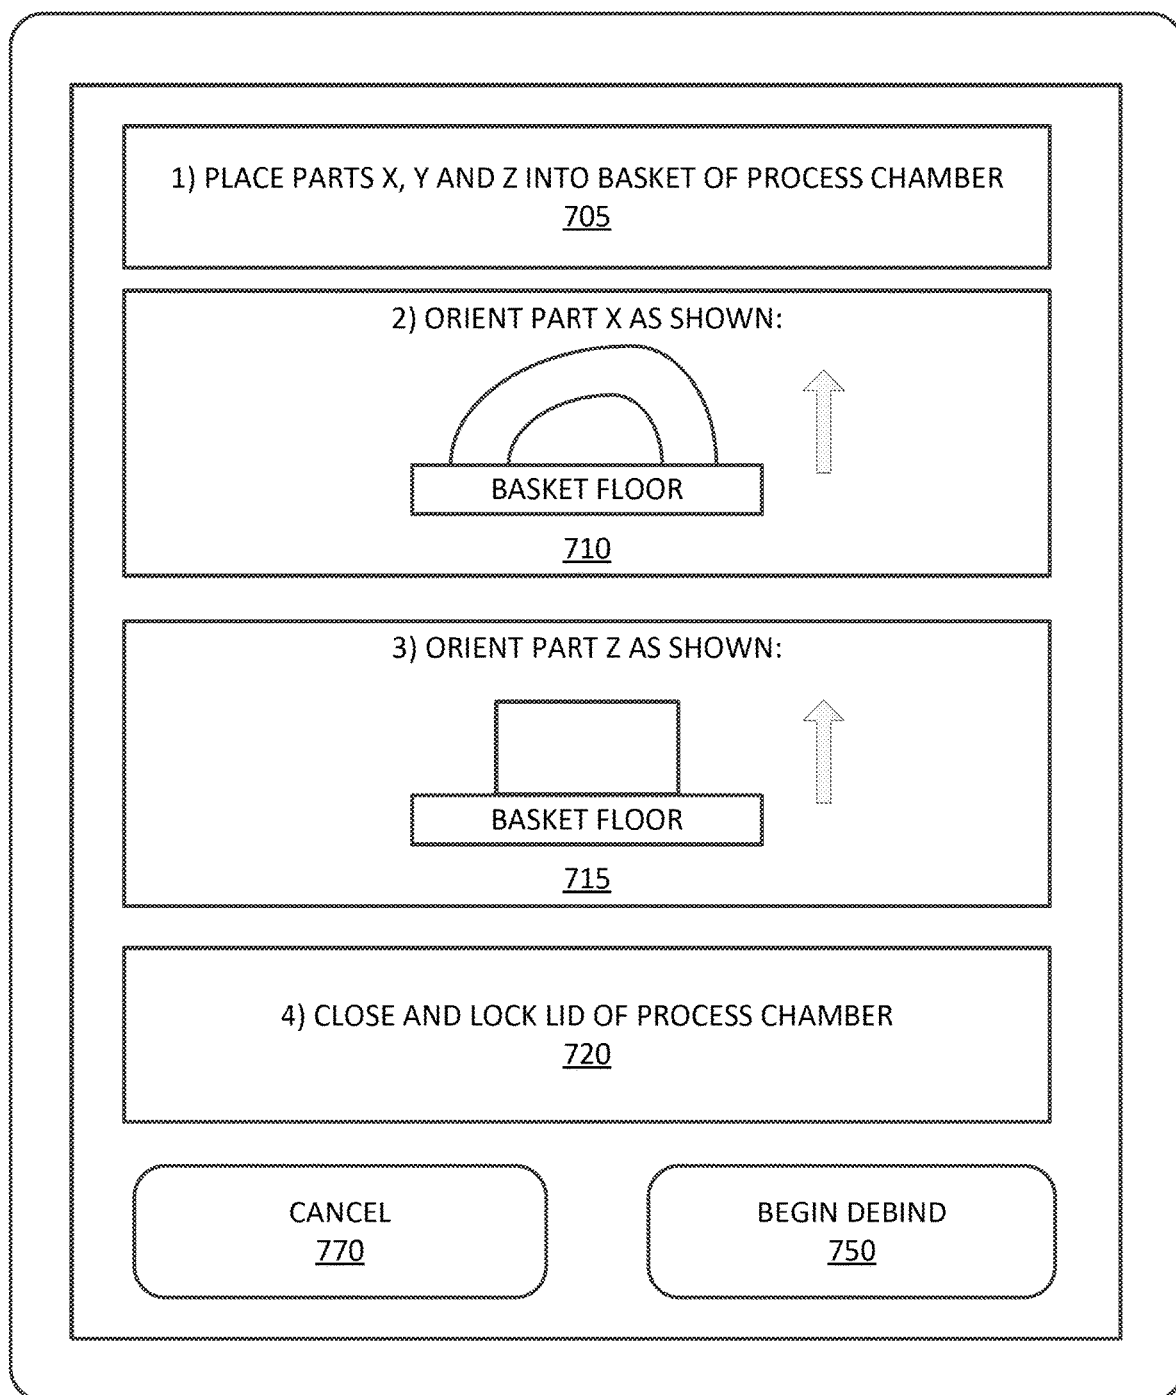 1) PLACE PARTS X, Y AND Z INTO BASKET OF PROCESS CHAMBER
705
2) ORIENT PART X AS SHOWN:
BASKET FLOOR
710
3) ORIENT PART Z AS SHOWN:
BASKET FLOOR
715
4) CLOSE AND LOCK LID OF PROCESS CHAMBER
720
CANCEL
770
BEGIN DEBIND
750